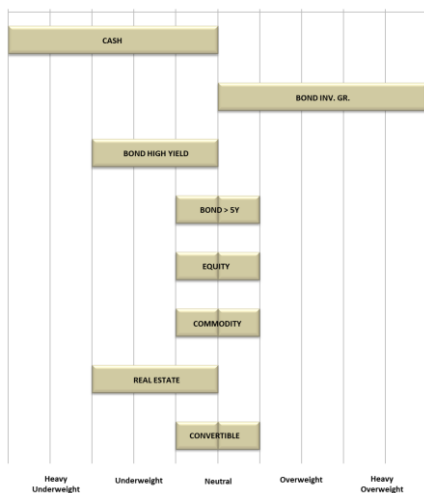 CASH
BOND INV. GR.
BOND HIGH YIELD
BOND > 5Y
EQUITY
COMMODITY
REAL ESTATE
CONVERTIBLE
Heavy Underweight
Underweight
Neutral
Overweight
Heavy Overweight